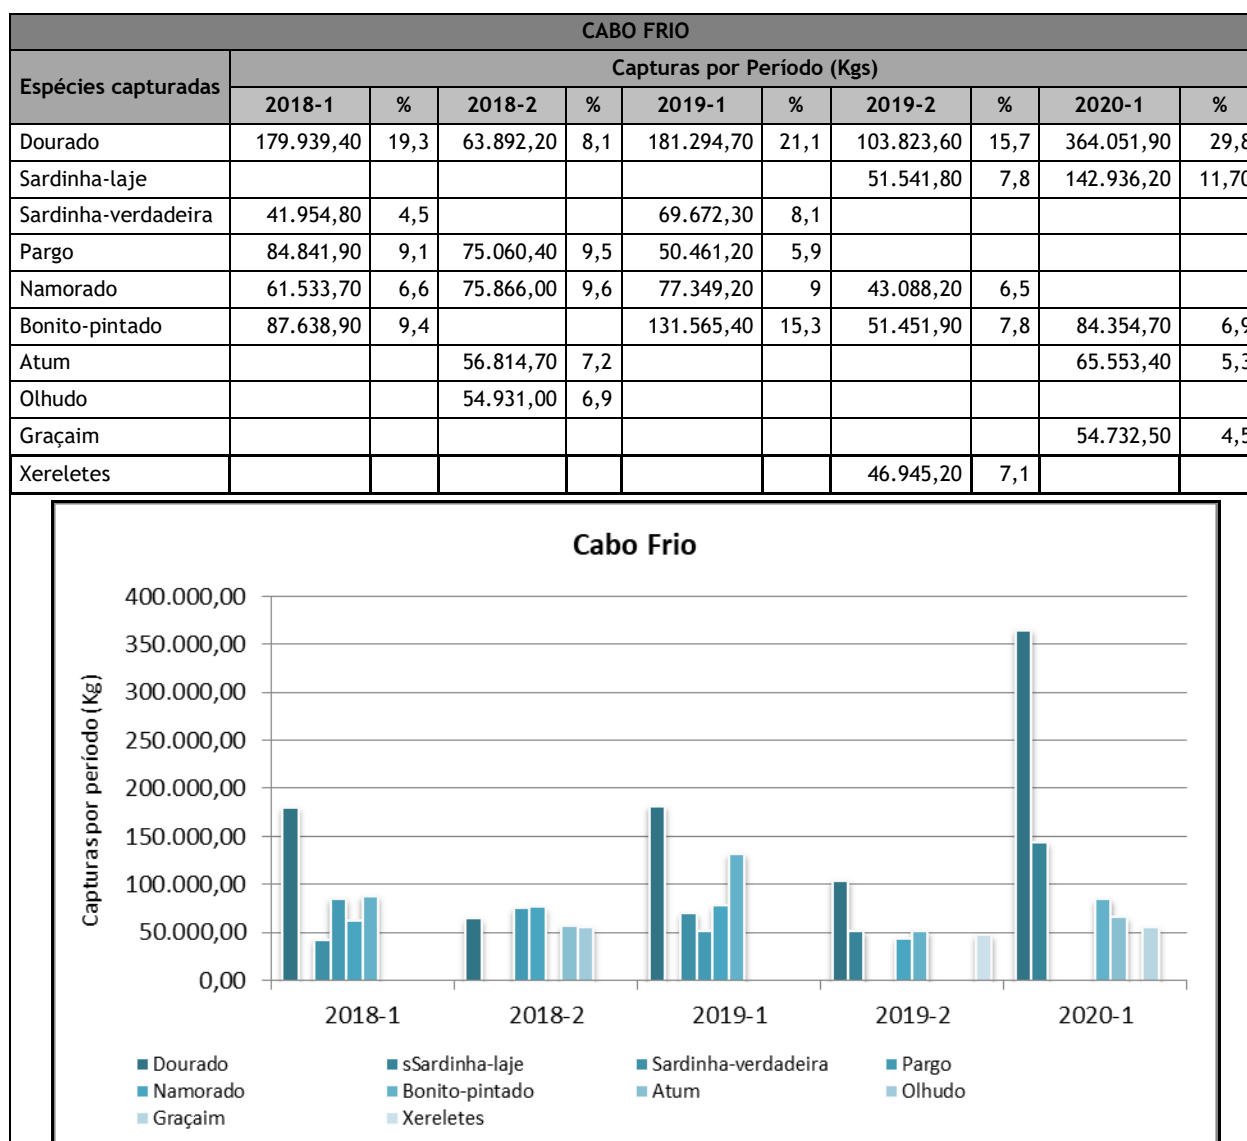 CABO FRIO
Espécies capturadas
Capturas por Período (Kgs)
2018-1 % 2018-2 % 2019-1 % 2019-2 % 2020-1 %
Dourado 179.939,40 19,3 63.892,20 8,1 181.294,70 21,1 103.823,60 15,7 364.051,90 29,8
Sardinha-laje 51.541,80 7,8 142.936,20 11,70
Sardinha-verdadeira 41.954,80 4,5 69.672,30 8,1
Pargo 84.841,90 9,1 75.060,40 9,5 50.461,20 5,9
Namorado 61.533,70 6,6 75.866,00 9,6 77.349,20 9 43.088,20 6,5
Bonito-pintado 87.638,90 9,4 131.565,40 15,3 51.451,90 7,8 84.354,70 6,9
Atum 56.814,70 7,2 65.553,40 5,3
Olhudo 54.931,00 6,9
Graçaim 54.732,50 4,5
Xereletes 46.945,20 7,1
Cabo Frio
Capturas por período (Kg)
400.000,00
350.000,00
300.000,00
250.000,00
200.000,00
150.000,00
100.000,00
50.000,00
0,00
2018-1 2018-2 2019-1 2019-2 2020-1
Dourado sSardinha-laje Sardinha-verdadeira Pargo
Namorado Bonito-pintado Atum Olhudo
Graçaim Xereletes